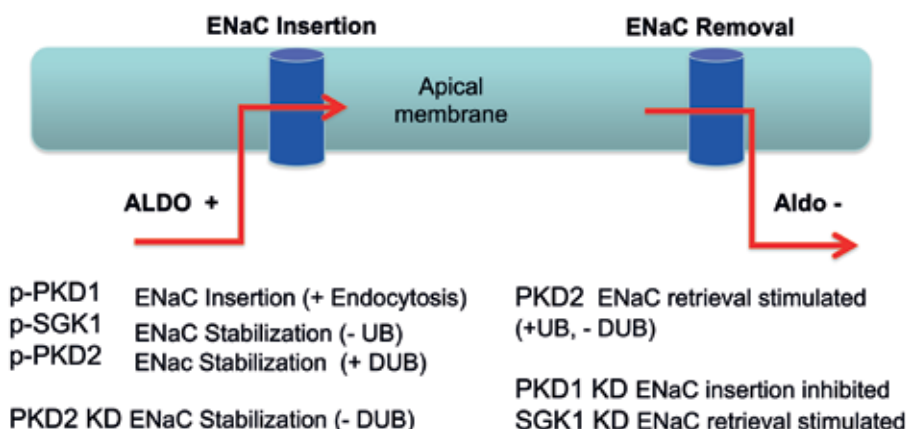 ENaC Insertion
ENaC Removal
Apical
membrane
ALDO +
Aldo -
p-PKD1 ENaC Insertion (+ Endocytosis)
p-SGK1 ENaC Stabilization (- UB)
p-PKD2 ENac Stabilization (+ DUB)
PKD2 KD ENaC Stabilization (- DUB)
PKD2 ENaC retrieval stimulated
(+UB, - DUB)
PKD1 KD ENaC insertion inhibited
SGK1 KD ENaC retrieval stimulated